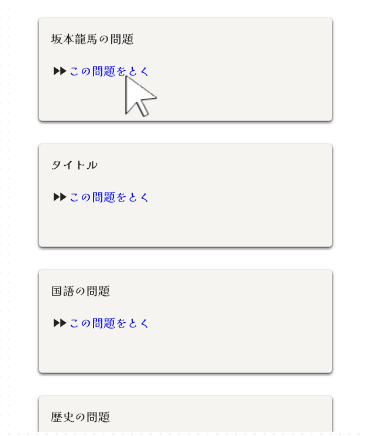 坂本龍馬の問題
この問題をとく
タイトル
この問題をとく
国語の問題
この問題をとく
歴史の問題